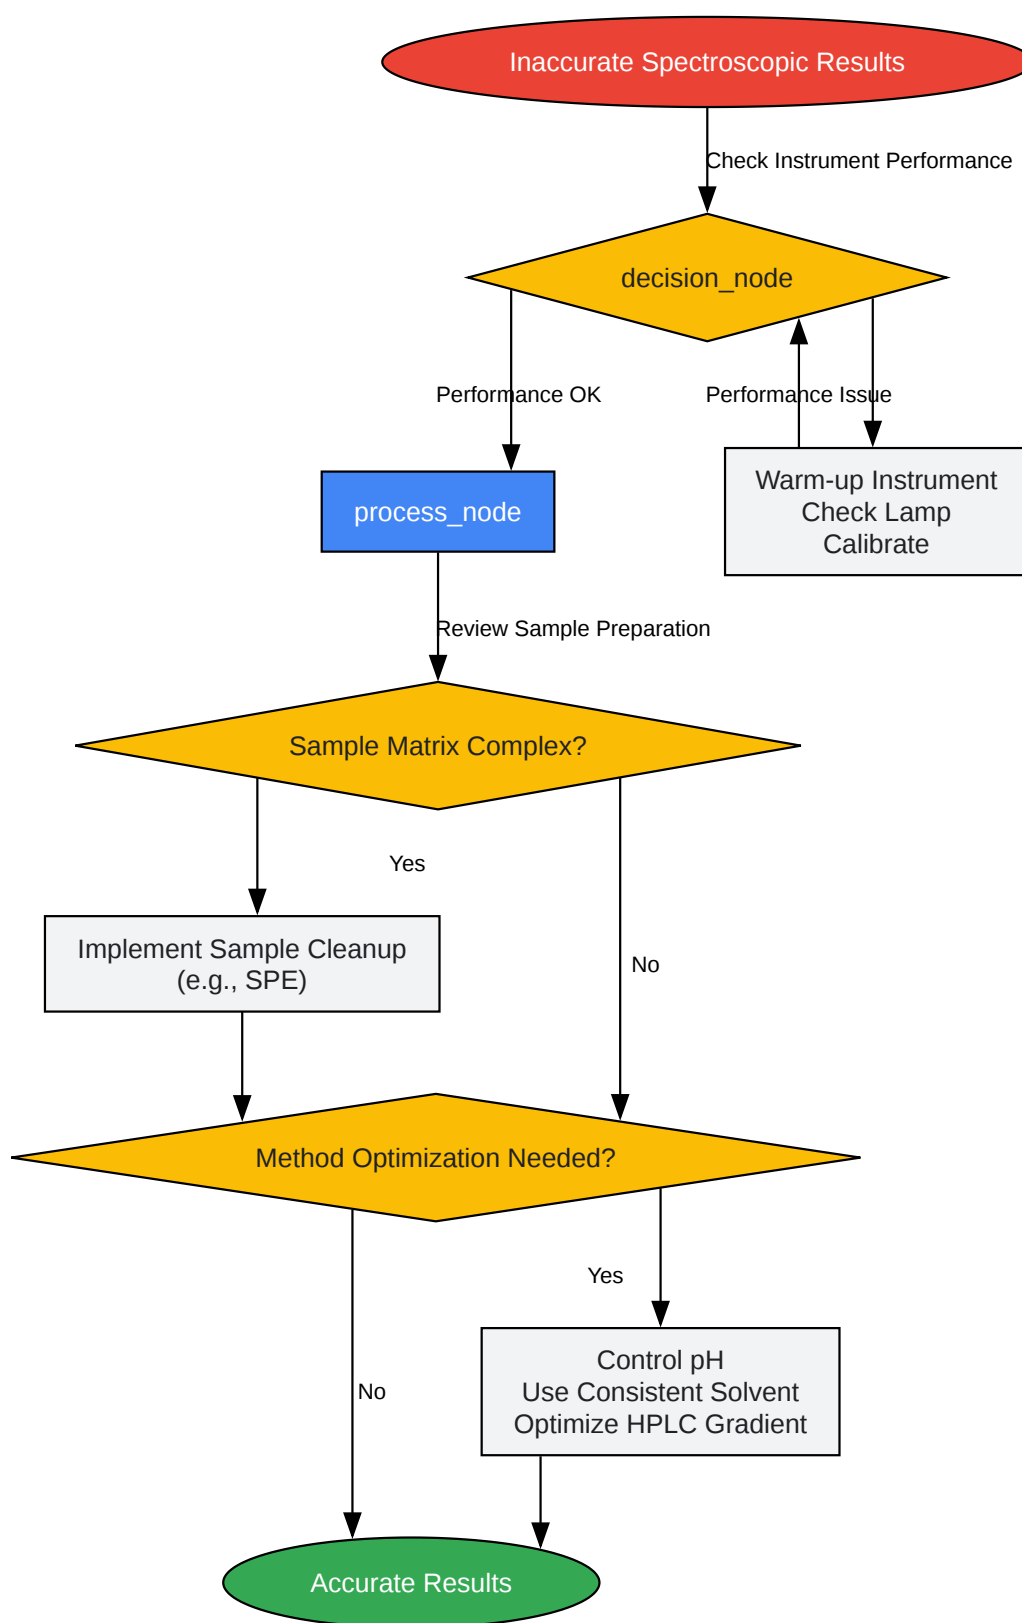 Inaccurate Spectroscopic Results
Check Instrument Performance
decision_node
Performance OK
Performance Issue
process_node
Warm-up Instrument
Check Lamp
Calibrate
Review Sample Preparation
Sample Matrix Complex?
Yes
Implement Sample Cleanup
(e.g., SPE)
No
Method Optimization Needed?
Yes
Control pH
Use Consistent Solvent
Optimize HPLC Gradient
No
Accurate Results